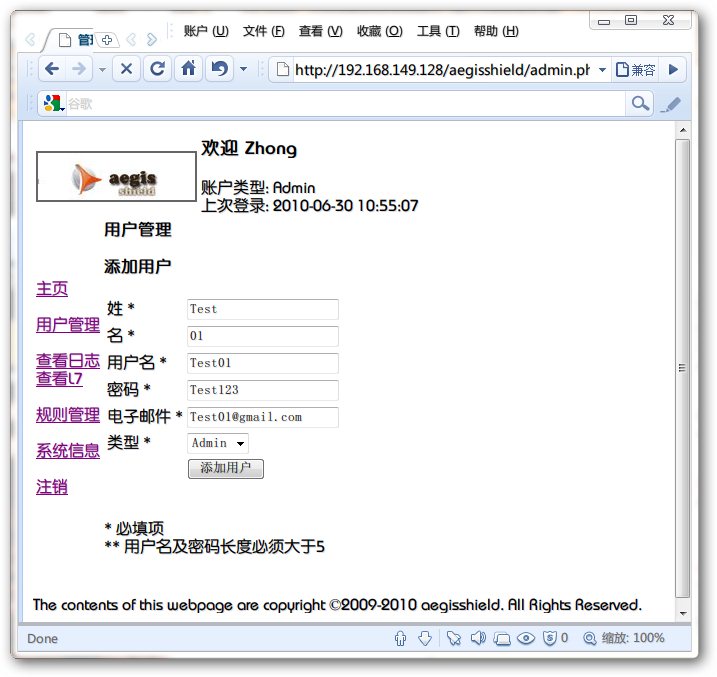 账户 (U) 文件 (F) 查看 (V) 收藏 (O) 工具 (T) 帮助 (H)
http://192.168.149.128/aegisshield/admin.ph
兼容
谷歌
aegis
shield
欢迎 Zhong
账户类型: Admin
上次登录: 2010-06-30 10:55:07
用户管理
添加用户
主页
用户管理
查看日志
查看l7
规则管理
系统信息
注销
姓 * Test
名 * 01
用户名 * Test01
密码 * Test123
电子邮件 * Test01@gmail.com
类型 * Admin
添加用户
* 必填项
** 用户名及密码长度必须大于5
The contents of this webpage are copyright ©2009-2010 aegisshield. All Rights Reserved.
Done 0 缩放: 100%